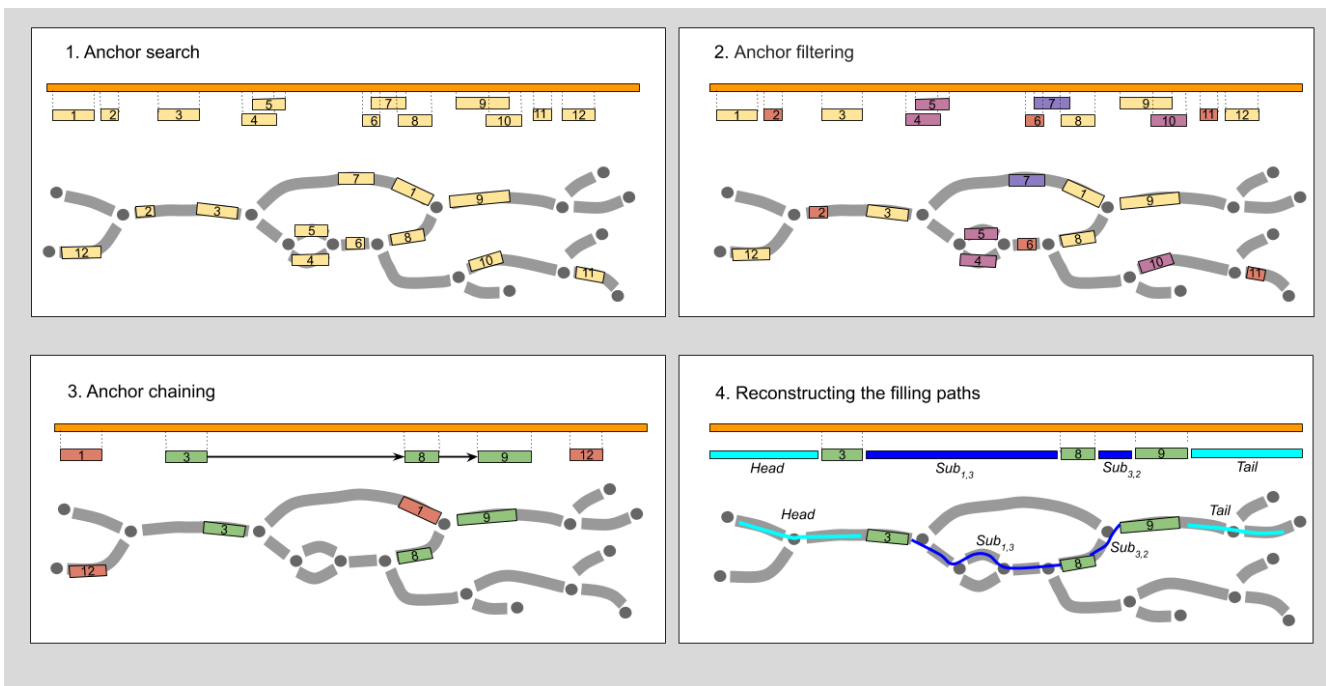 1. Anchor search
5
7
9
1 2 3 4 6 8 10 11 12
7
1
2 3 9
5
6 8
12 4 10
11
2. Anchor filtering
5
7
9
1 2 3 4 6 8 10 11 12
7
1
2 3 9
5
6 8
12 4 10
11
3. Anchor chaining
1 3 8 9 12
1
3 9
8
12
4. Reconstructing the filling paths
3 8 9
Head Sub1,3 Sub3,2 Tail
Head Tail
3 9
Sub1,3 Sub3,2
8